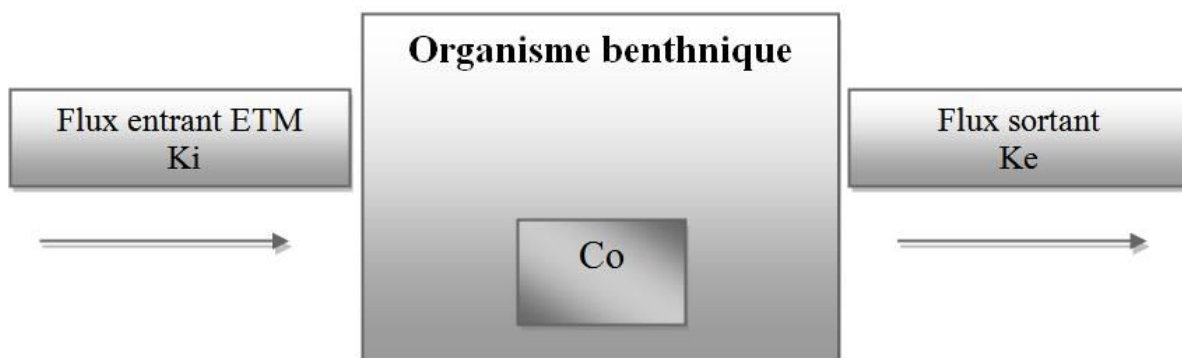 Organisme benthnique
Flux entrant ETM
Ki
Co
Flux sortant
Ke